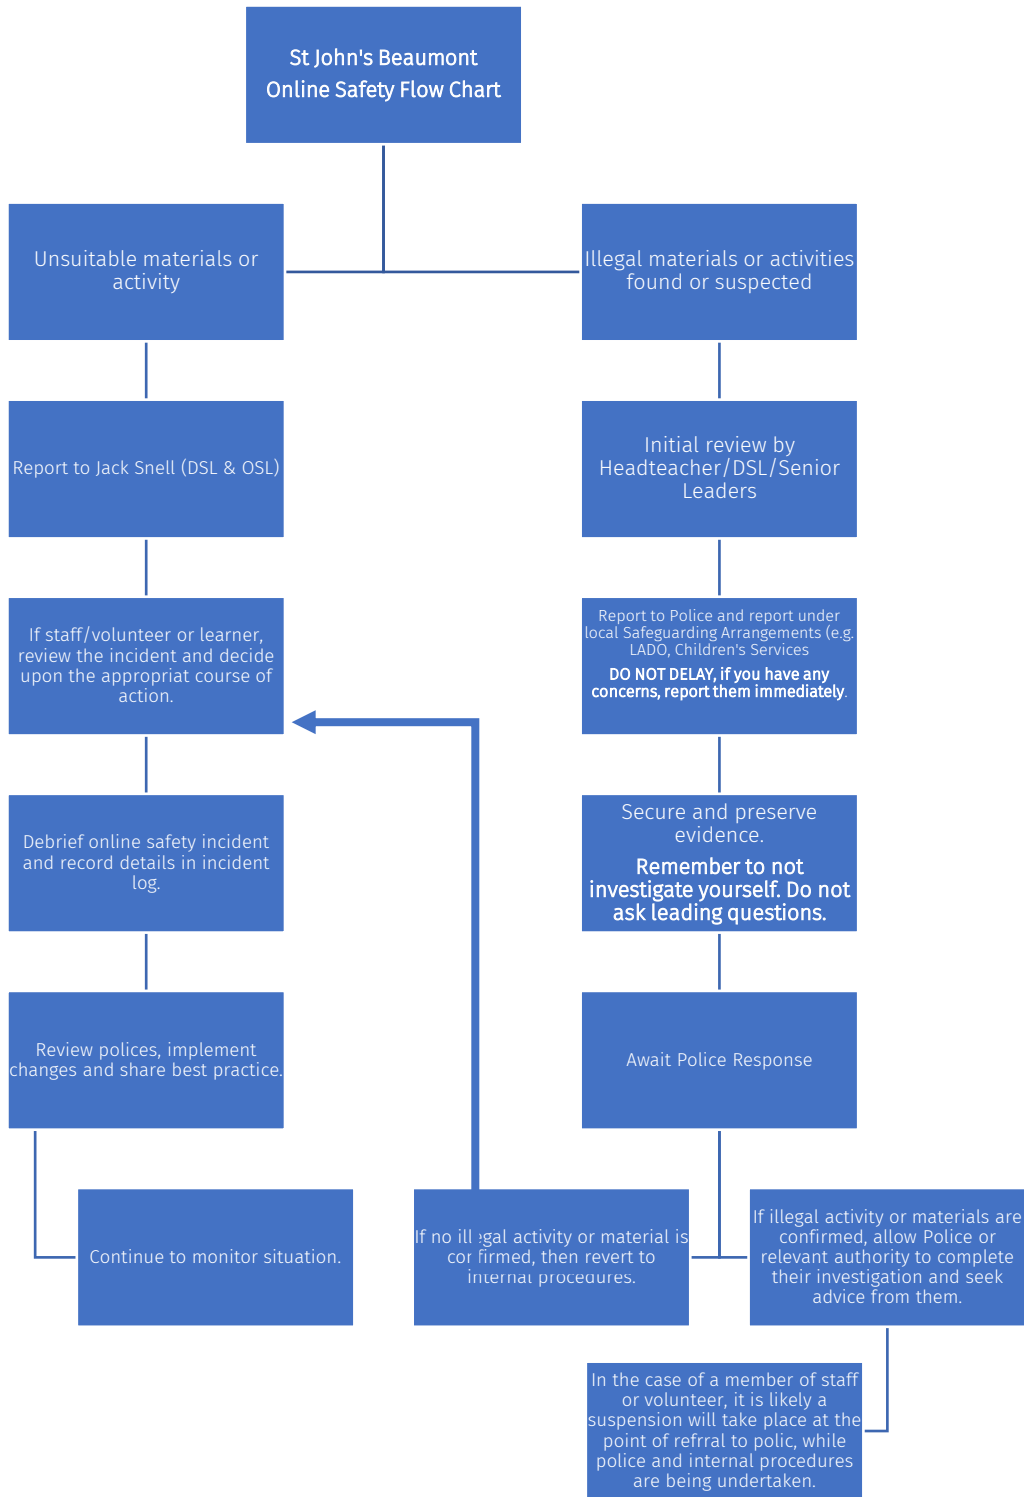 St John's Beaumont
Online Safety Flow Chart
Unsuitable materials or
activity
Illegal materials or activities
found or suspected
Report to Jack Snell (DSL & OSL)
Initial review by
Headteacher/DSL/Senior
Leaders
If staff/volunteer or learner,
review the incident and decide
upon the appropriat course of
action.
Report to Police and report under
local Safeguarding Arrangements (e.g.
LADO, Children's Services
DO NOT DELAY, if you have any
concerns, report them immediately.
Debrief online safety incident
and record details in incident
log.
Secure and preserve
evidence.
Remember to not
investigate yourself. Do not
ask leading questions.
Review polices, implement
changes and share best practice.
Await Police Response
Continue to monitor situation.
If no illegal activity or material is
confirmed, then revert to
internal procedures.
If illegal activity or materials are
confirmed, allow Police or
relevant authority to complete
their investigation and seek
advice from them.
In the case of a member of staff
or volunteer, it is likely a
suspension will take place at the
point of refrral to polic, while
police and internal procedures
are being undertaken.